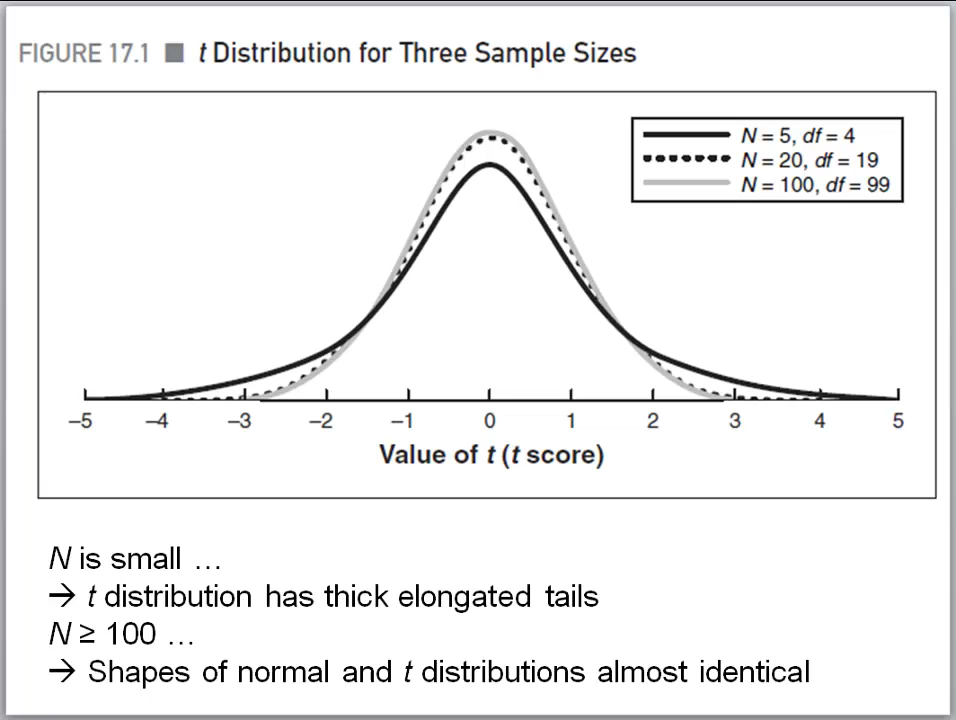 FIGURE 17.1 ■ t Distribution for Three Sample Sizes
N = 5, df = 4
N = 20, df = 19
N = 100, df = 99
–5 –4 –3 –2 –1 0 1 2 3 4 5
Value of t (t score)
N is small …
→ t distribution has thick elongated tails
N ≥ 100 …
→ Shapes of normal and t distributions almost identical